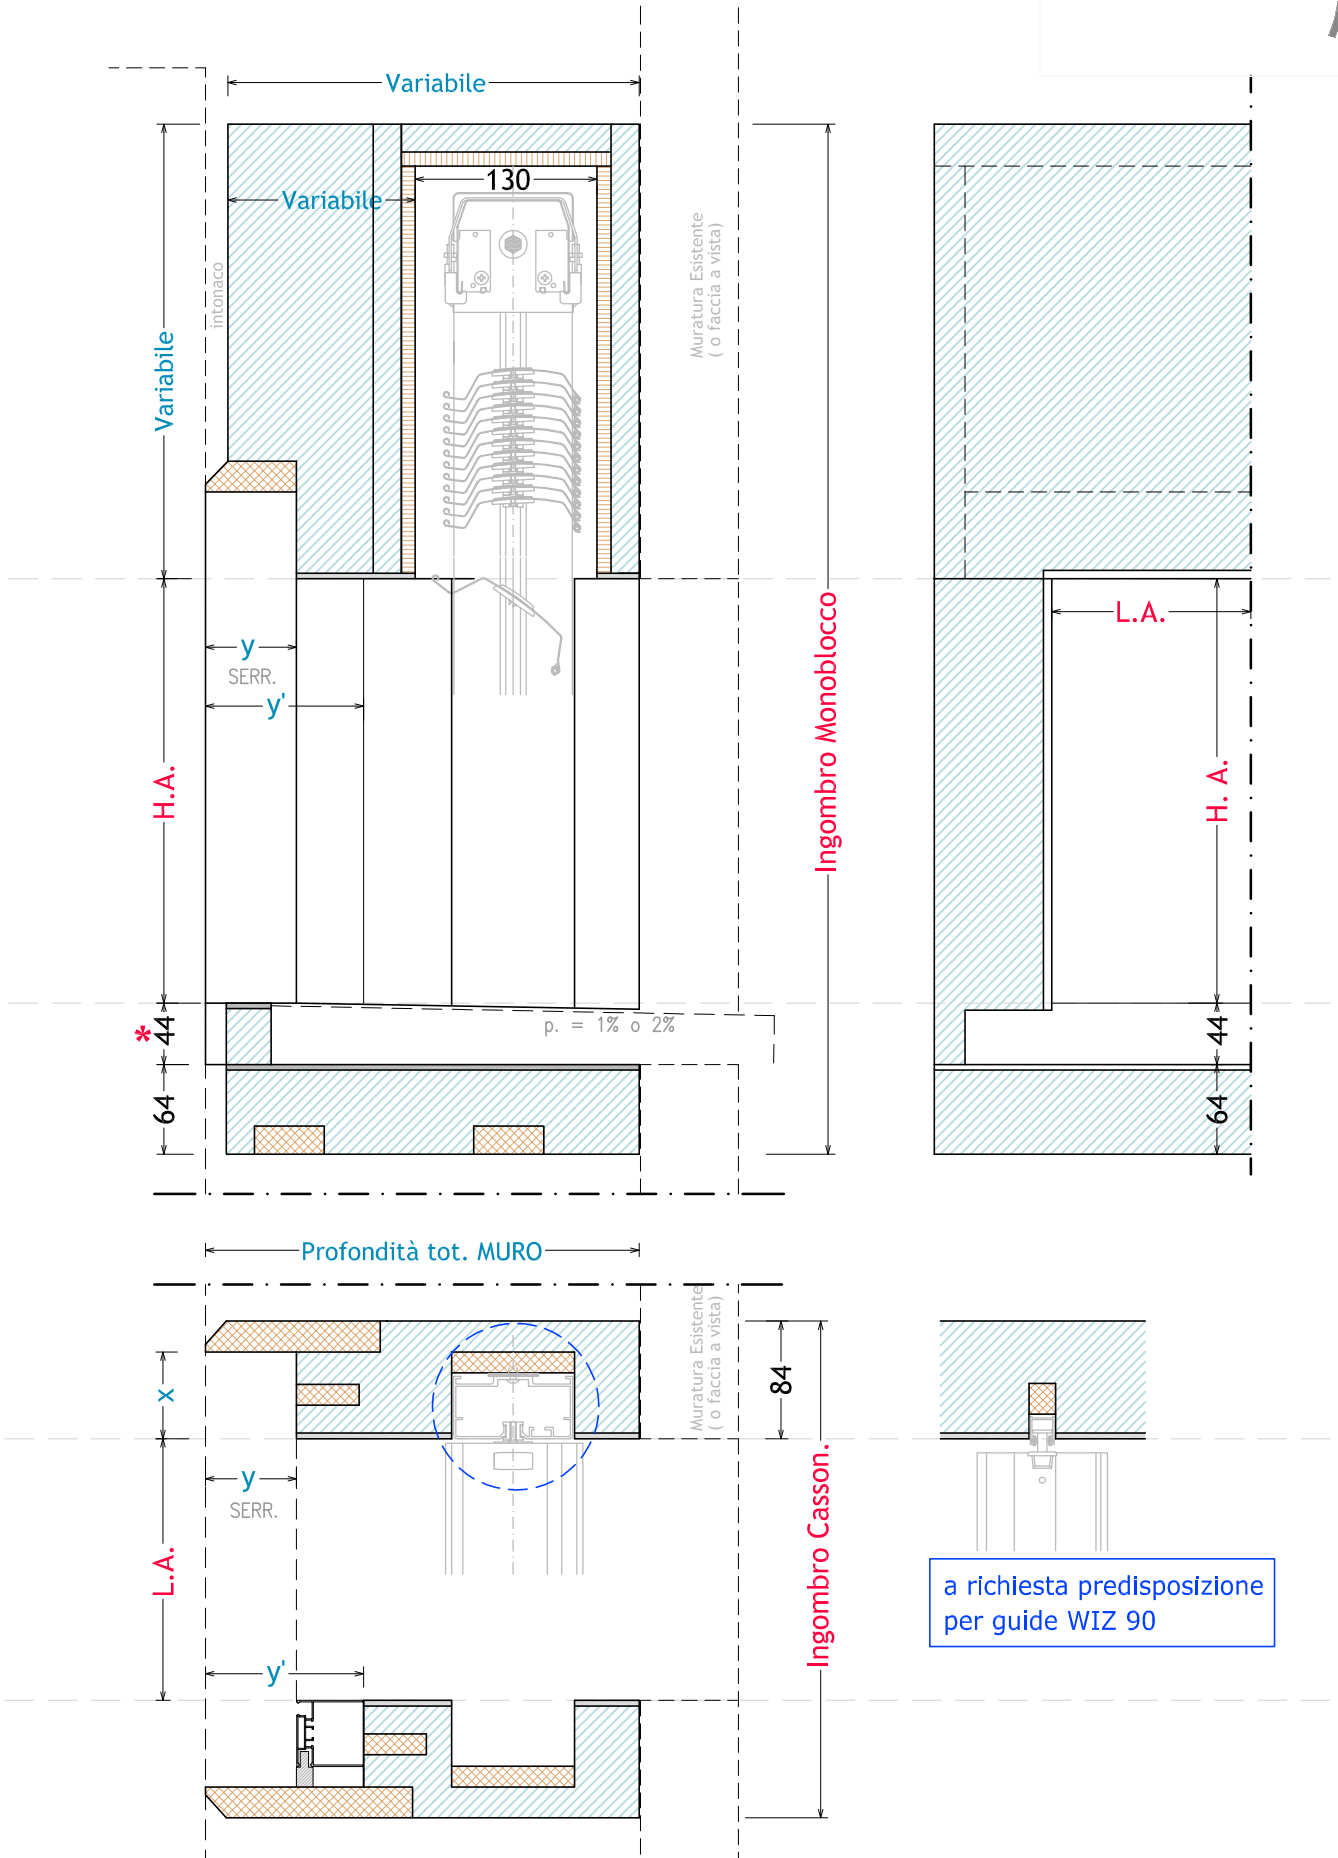 Variabile
130
Variabile
intonaco
Muratura Esistente
( o faccia a vista)
Variabile
y
SERR.
y'
H.A.
Ingombro Monoblocco
L.A.
H. A.
* 44
p. = 1% o 2%
44
64
64
Profondità tot. MURO
Muratura Esistente
( o faccia a vista)
x
84
y
SERR.
L.A.
Ingombro Casson.
y'
a richiesta predisposizione
per guide WIZ 90